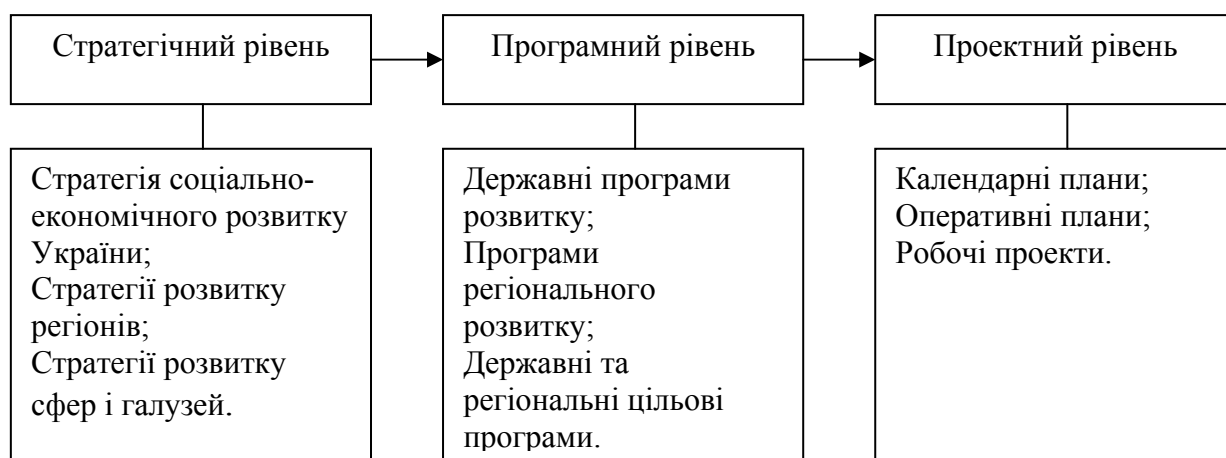 Стратегічний рівень
Програмний рівень
Проектний рівень
Стратегія соціально-
економічного розвитку
України;
Стратегії розвитку
регіонів;
Стратегії розвитку
сфер і галузей.
Державні програми
розвитку;
Програми
регіонального
розвитку;
Державні та
регіональні цільові
програми.
Календарні плани;
Оперативні плани;
Робочі проекти.